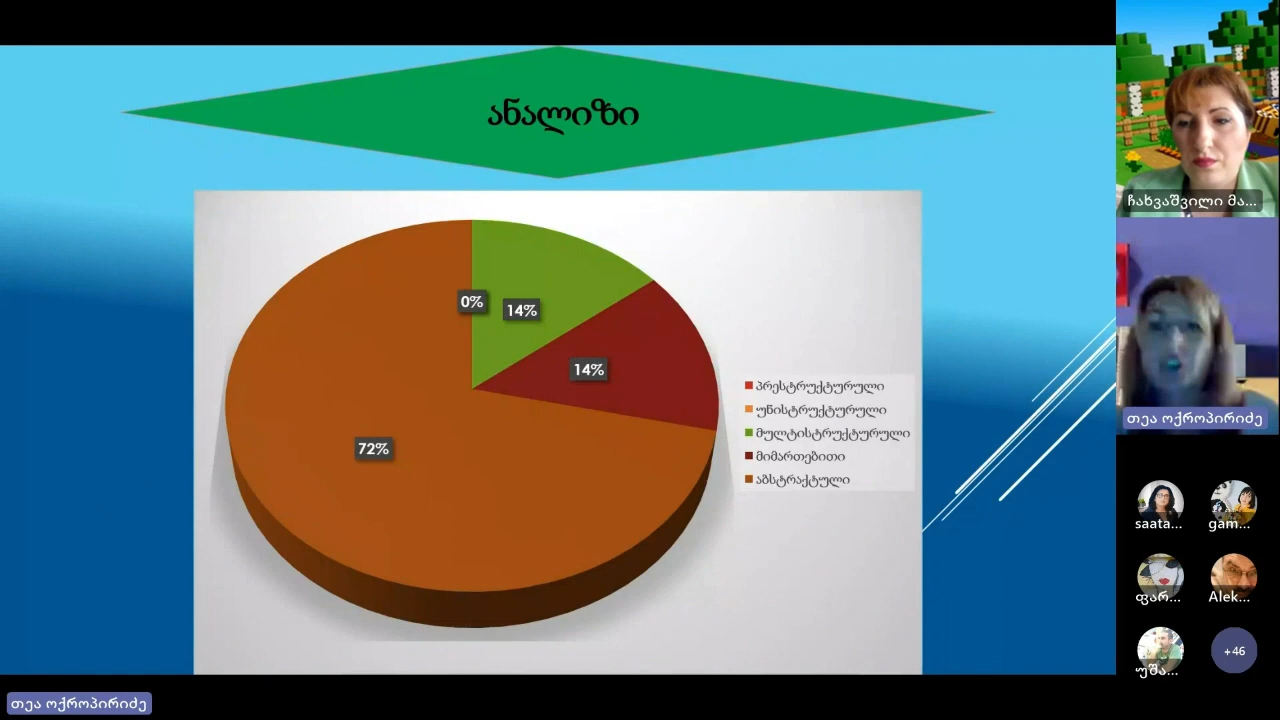 ანალიზი
0%
14%
14%
72%
პრესტრუქტურული
უნისტრუქტურული
მულტისტრუქტურული
მიმართებითი
აბსტრაქტული
ჩახვაშვილი მა...
თეა ოქროპირიძე
saata...
gam...
ფარ...
Alek...
უშა...
+46
თეა ოქროპირიძე